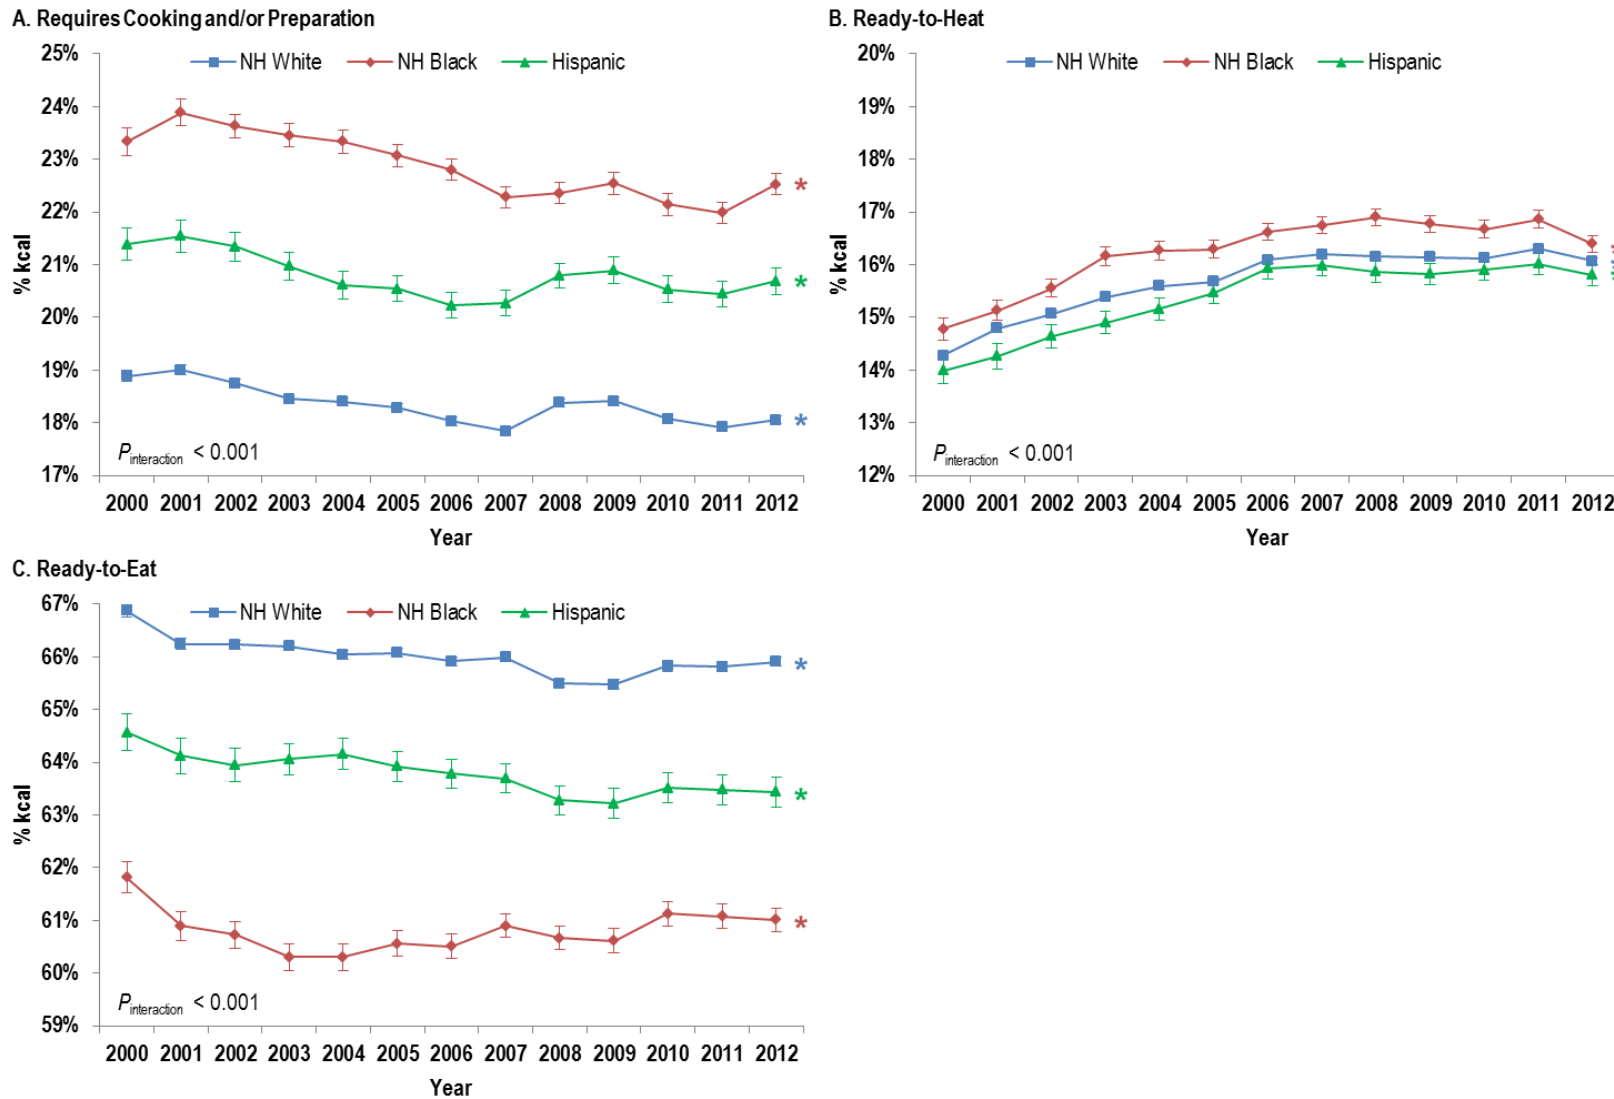 A. Requires Cooking and/or Preparation
25%
24%
23%
22%
21%
20%
19%
18%
17%
% kcal
NH White NH Black Hispanic
*
*
*
Pinteraction < 0.001
2000 2001 2002 2003 2004 2005 2006 2007 2008 2009 2010 2011 2012
Year
B. Ready-to-Heat
20%
19%
18%
17%
16%
15%
14%
13%
12%
% kcal
NH White NH Black Hispanic
Pinteraction < 0.001
2000 2001 2002 2003 2004 2005 2006 2007 2008 2009 2010 2011 2012
Year
C. Ready-to-Eat
67%
66%
65%
64%
63%
62%
61%
60%
59%
% kcal
NH White NH Black Hispanic
*
*
*
Pinteraction < 0.001
2000 2001 2002 2003 2004 2005 2006 2007 2008 2009 2010 2011 2012
Year